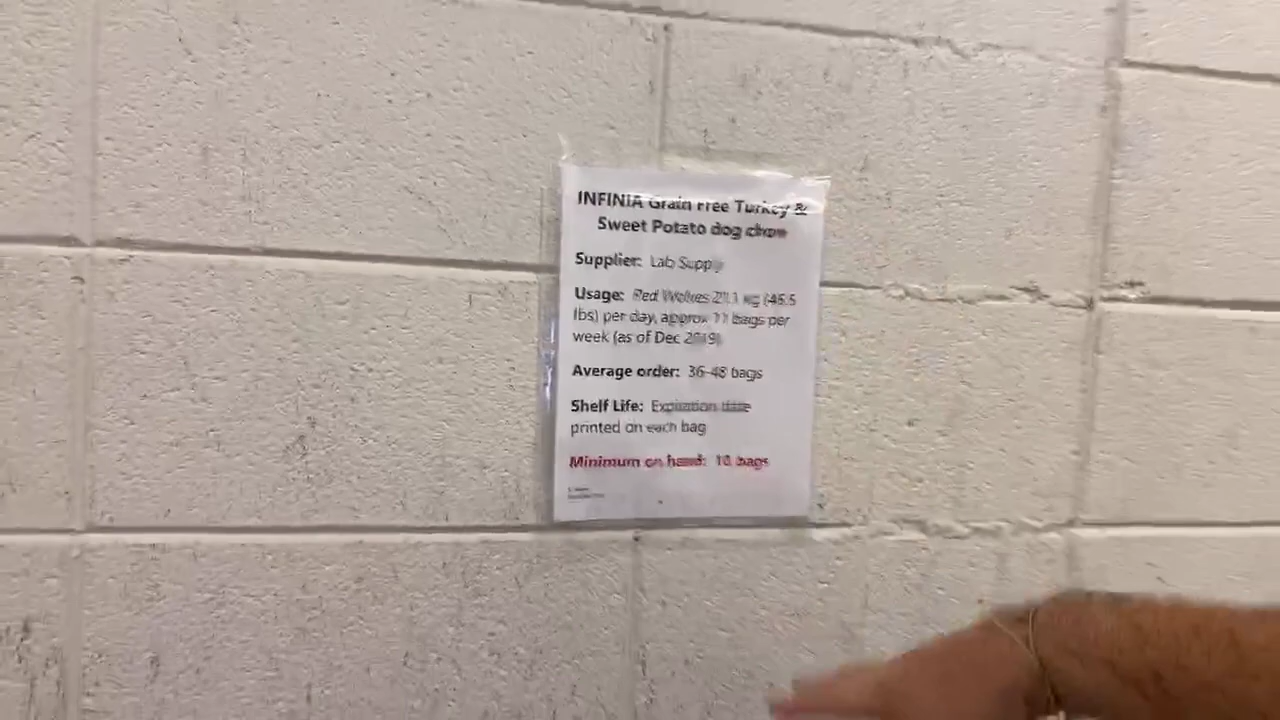 INFINIA Grain Free Turkey &
Sweet Potato dog chow
Supplier: Lab Supply
Usage: Red Wolves 21.1 kg (46.5
lbs) per day, approx 11 bags per
week (as of Dec 2019)
Average order: 36-48 bags
Shelf Life: Expiration date
printed on each bag
Minimum on hand: 10 bags